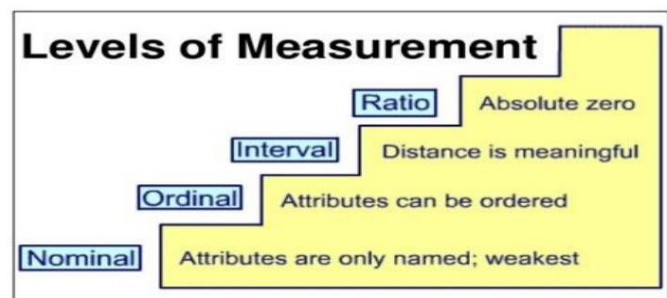 Levels of Measurement
Ratio Absolute zero
Interval Distance is meaningful
Ordinal Attributes can be ordered
Nominal Attributes are only named; weakest